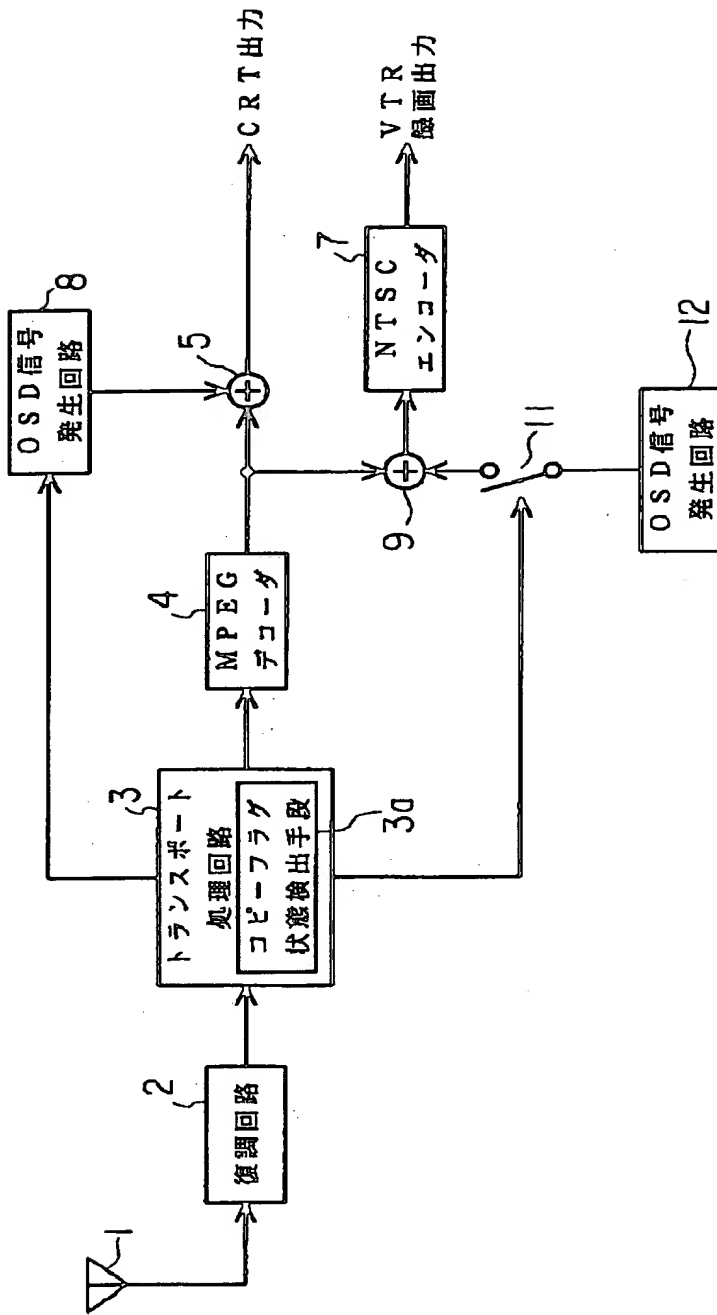 1
2
復調回路
3
トランスポート
処理回路
コピーフラグ
状態検出手段
3a
4
MPEG
デコーダ
8
OSD信号
発生回路
5
CRT出力
7
NTSC
エンコーダ
VTR
録画出力
9
11
OSD信号
発生回路
12